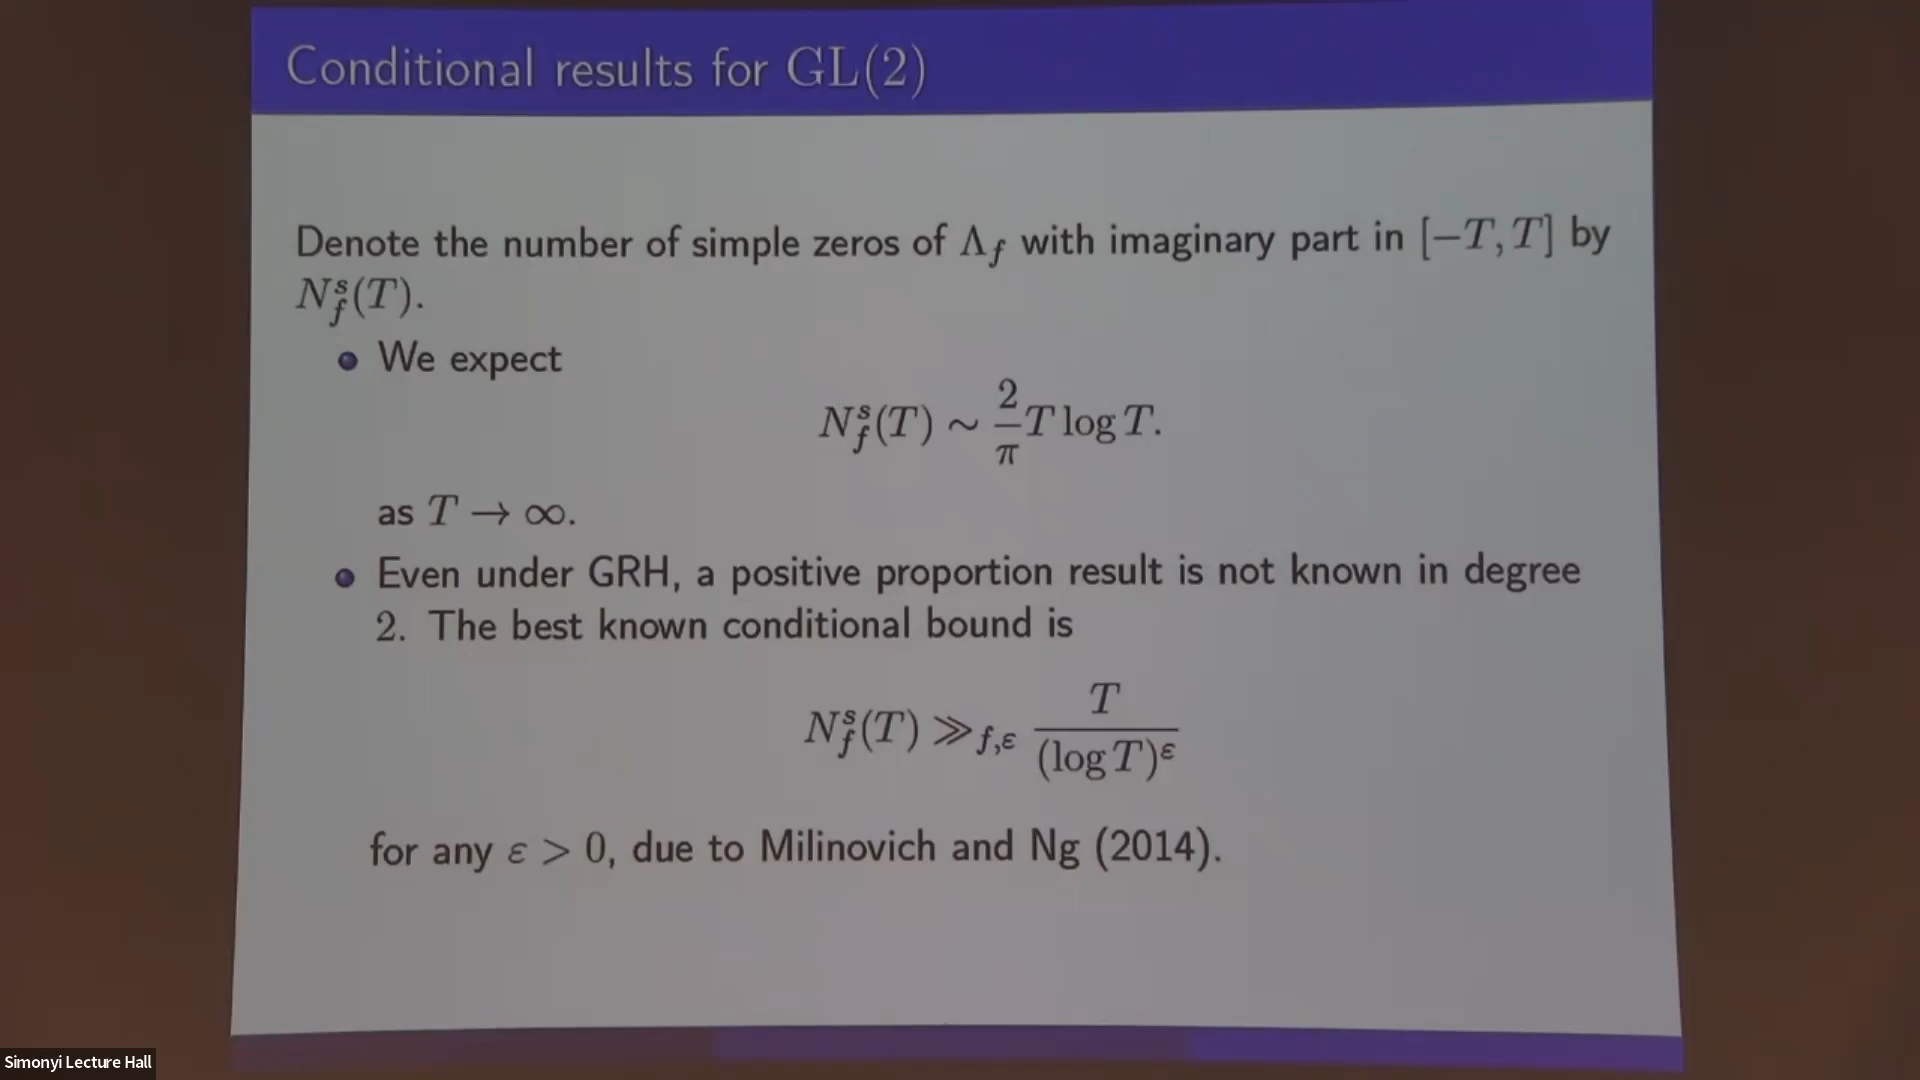 Conditional results for GL(2)
Denote the number of simple zeros of Λ_f with imaginary part in [−T, T] by
N_f^s(T).
• We expect
N_f^s(T) ∼ \frac{2}{π} T log T.
as T → ∞.
• Even under GRH, a positive proportion result is not known in degree
2. The best known conditional bound is
N_f^s(T) ≫_{f,ε} \frac{T}{(log T)^ε}
for any ε > 0, due to Milinovich and Ng (2014).
Simonyi Lecture Hall